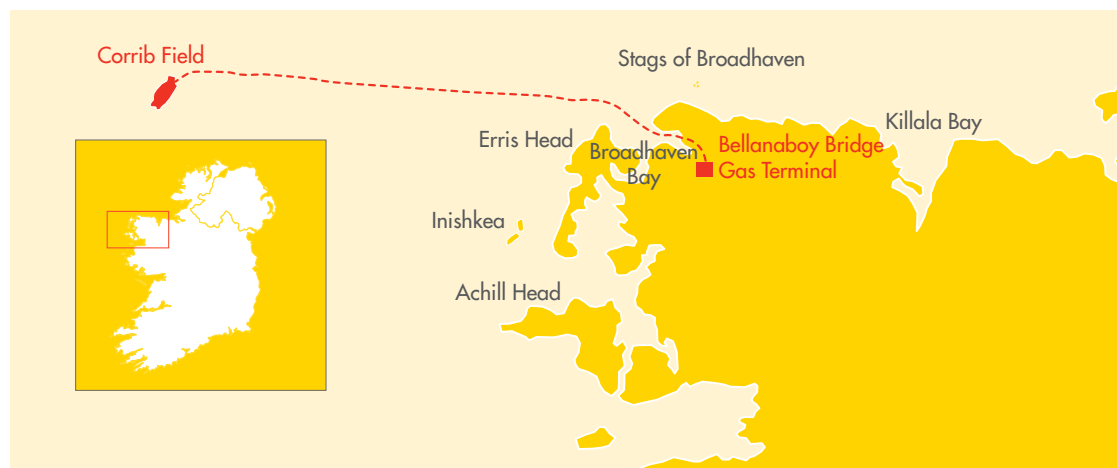 Corrib Field
Stags of Broadhaven
Killala Bay
Erris Head
Broadhaven
Bay
Bellanaboy Bridge
Gas Terminal
Inishkea
Achill Head